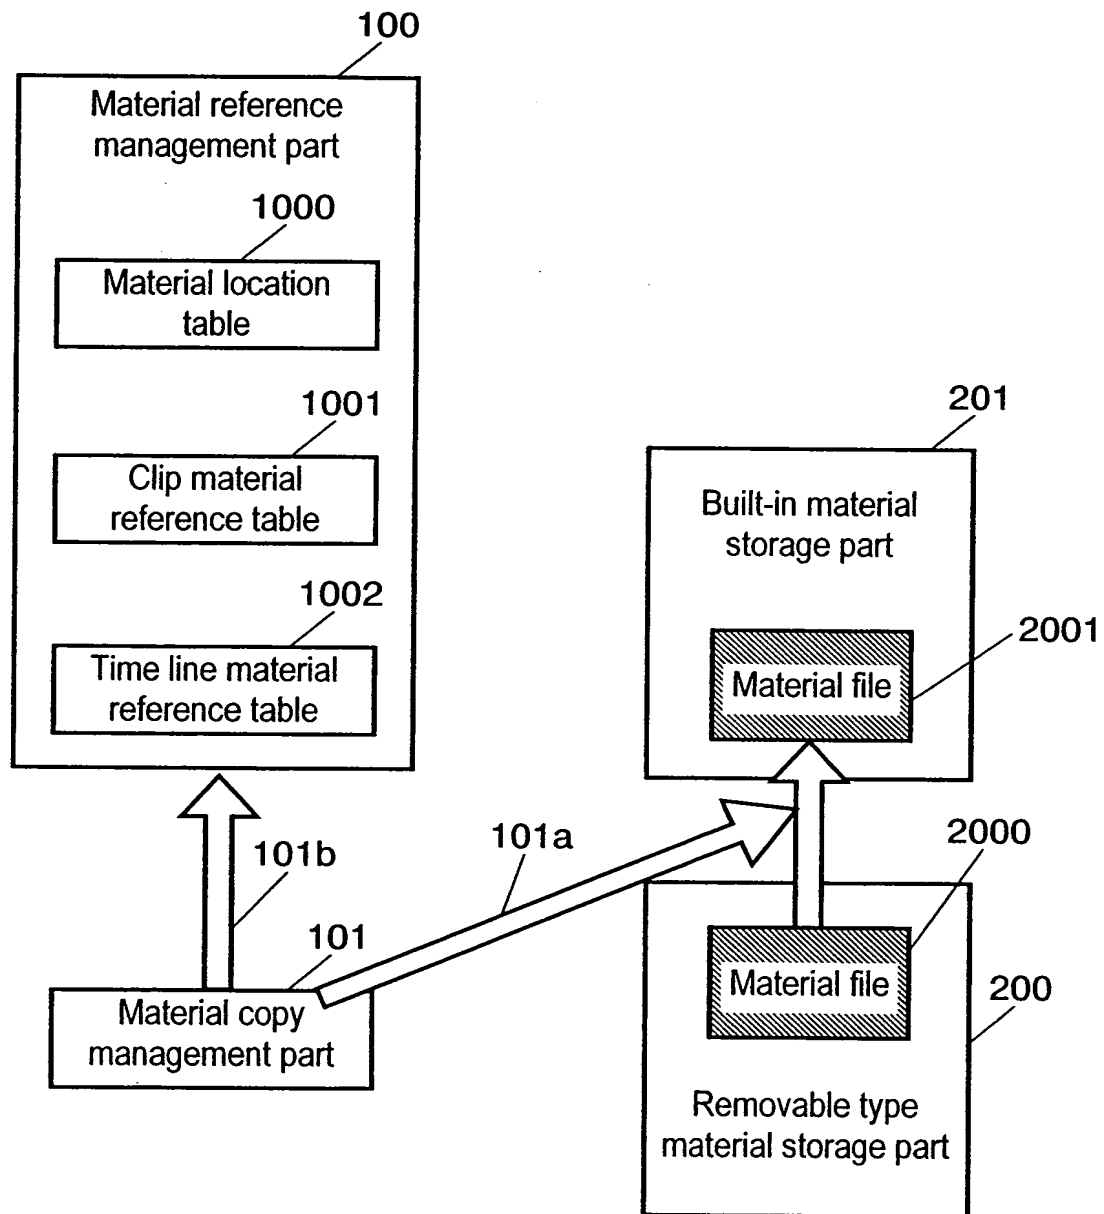 100
Material reference
management part
1000
Material location
table
1001
Clip material
reference table
1002
Time line material
reference table
201
Built-in material
storage part
2001
Material file
101b
101a
101
Material copy
management part
2000
Material file
200
Removable type
material storage part